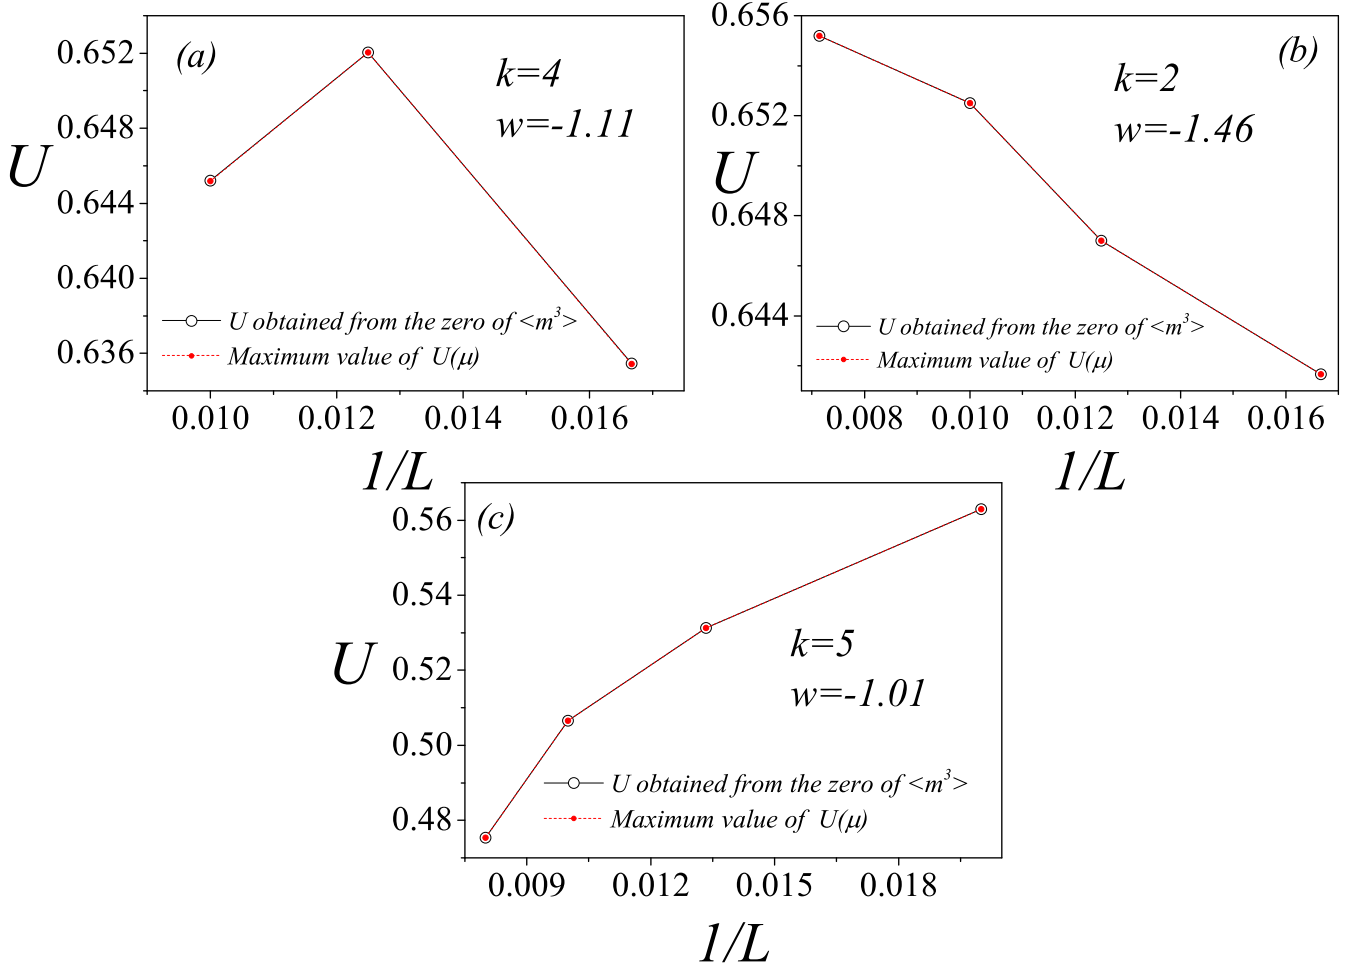 (a)
k=4
w=-1.11
U
0.652
0.648
0.644
0.640
0.636
U obtained from the zero of <m³>
Maximum value of U(μ)
0.010 0.012 0.014 0.016
1/L
(b)
k=2
w=-1.46
U
0.656
0.652
0.648
0.644
U obtained from the zero of <m³>
Maximum value of U(μ)
0.008 0.010 0.012 0.014 0.016
1/L
(c)
k=5
w=-1.01
U
0.56
0.54
0.52
0.50
0.48
U obtained from the zero of <m³>
Maximum value of U(μ)
0.009 0.012 0.015 0.018
1/L